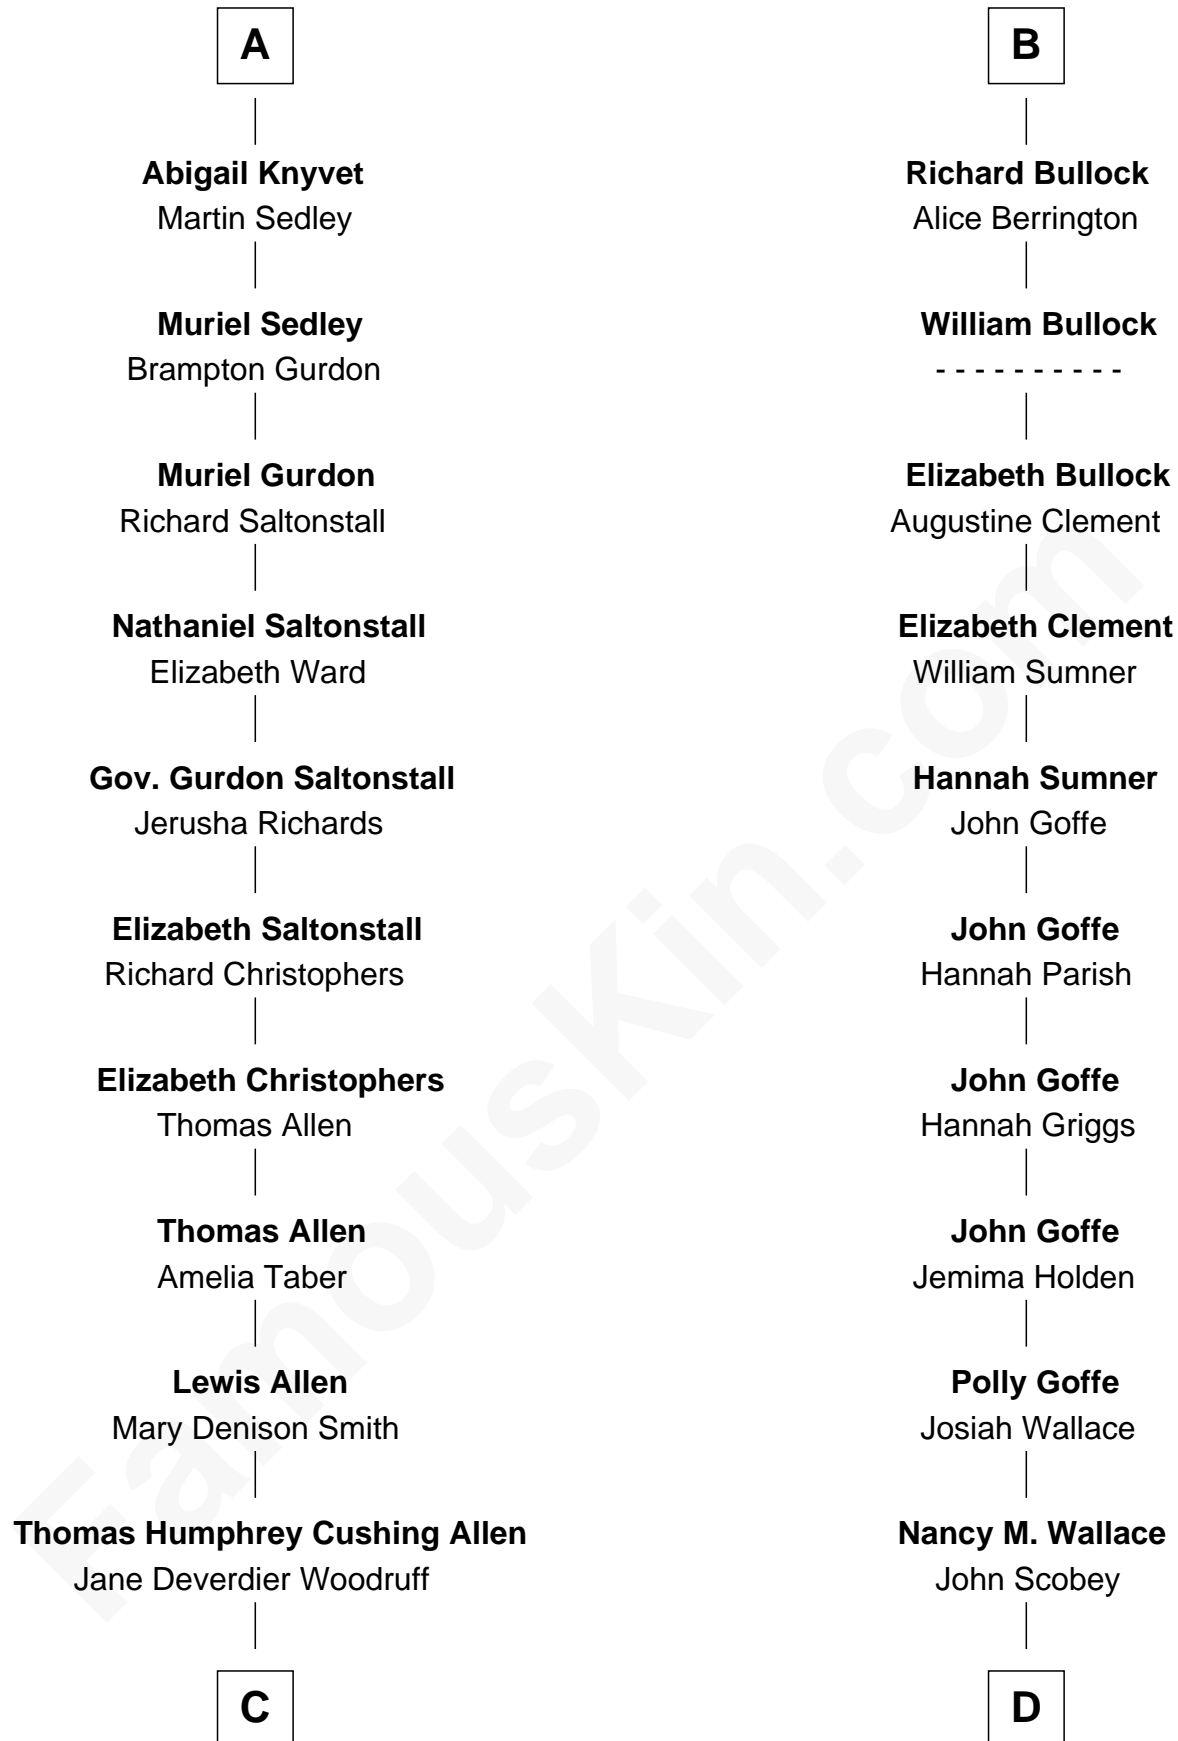 A
Abigail Knyvet
Martin Sedley
Muriel Sedley
Brampton Gurdon
Muriel Gurdon
Richard Saltonstall
Nathaniel Saltonstall
Elizabeth Ward
Gov. Gurdon Saltonstall
Jerusha Richards
Elizabeth Saltonstall
Richard Christophers
Elizabeth Christophers
Thomas Allen
Thomas Allen
Amelia Taber
Lewis Allen
Mary Denison Smith
Thomas Humphrey Cushing Allen
Jane Deverdier Woodruff
C
B
Richard Bullock
Alice Berrington
William Bullock
- - - - - - - - - -
Elizabeth Bullock
Augustine Clement
Elizabeth Clement
William Sumner
Hannah Sumner
John Goffe
John Goffe
Hannah Parish
John Goffe
Hannah Griggs
John Goffe
Jemima Holden
Polly Goffe
Josiah Wallace
Nancy M. Wallace
John Scobey
D
FamousKin.com